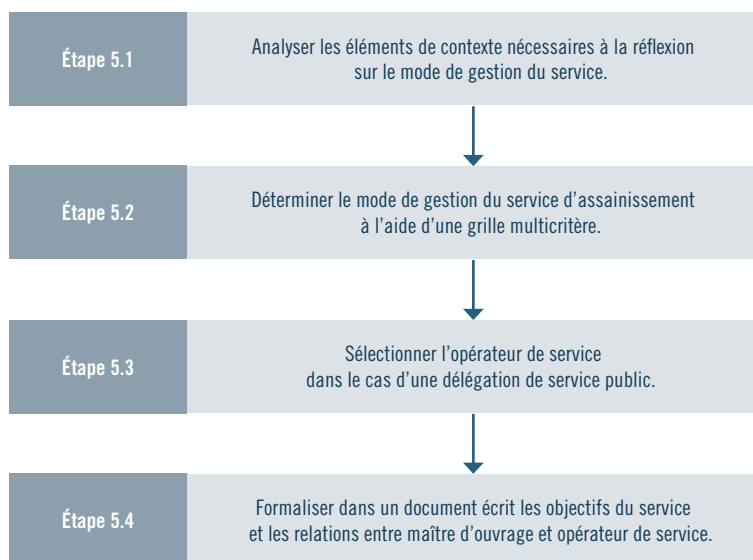 Étape 5.1
Analyser les éléments de contexte nécessaires à la réflexion
sur le mode de gestion du service.
Étape 5.2
Déterminer le mode de gestion du service d'assainissement
à l'aide d'une grille multicritère.
Étape 5.3
Sélectionner l'opérateur de service
dans le cas d'une délégation de service public.
Étape 5.4
Formaliser dans un document écrit les objectifs du service
et les relations entre maître d'ouvrage et opérateur de service.